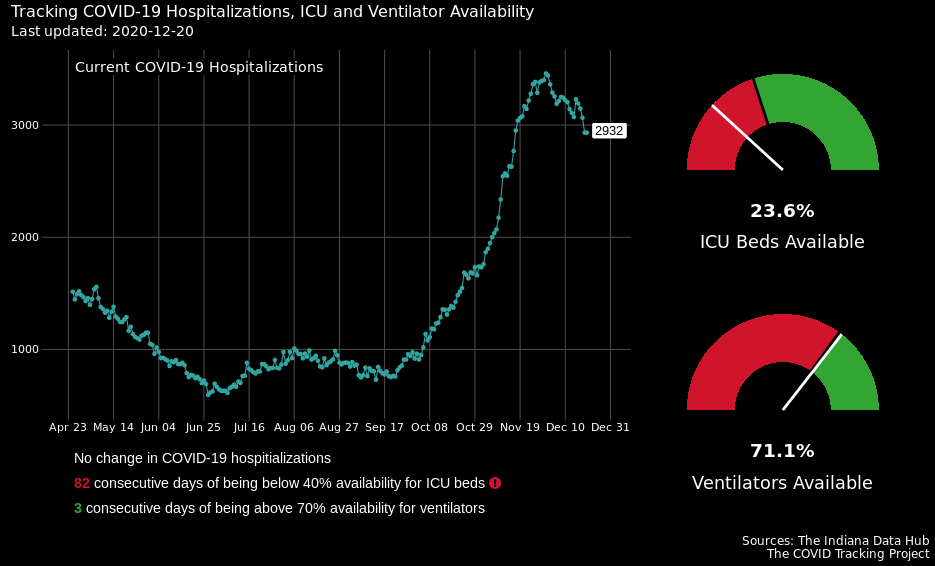 Tracking COVID-19 Hospitalizations, ICU and Ventilator Availability
Last updated: 2020-12-20
Current COVID-19 Hospitalizations
3000
2000
1000
2932
Apr 23 May 14 Jun 04 Jun 25 Jul 16 Aug 06 Aug 27 Sep 17 Oct 08 Oct 29 Nov 19 Dec 10 Dec 31
23.6%
ICU Beds Available
71.1%
Ventilators Available
No change in COVID-19 hospitializations
82 consecutive days of being below 40% availability for ICU beds
3 consecutive days of being above 70% availability for ventilators
Sources: The Indiana Data Hub
The COVID Tracking Project